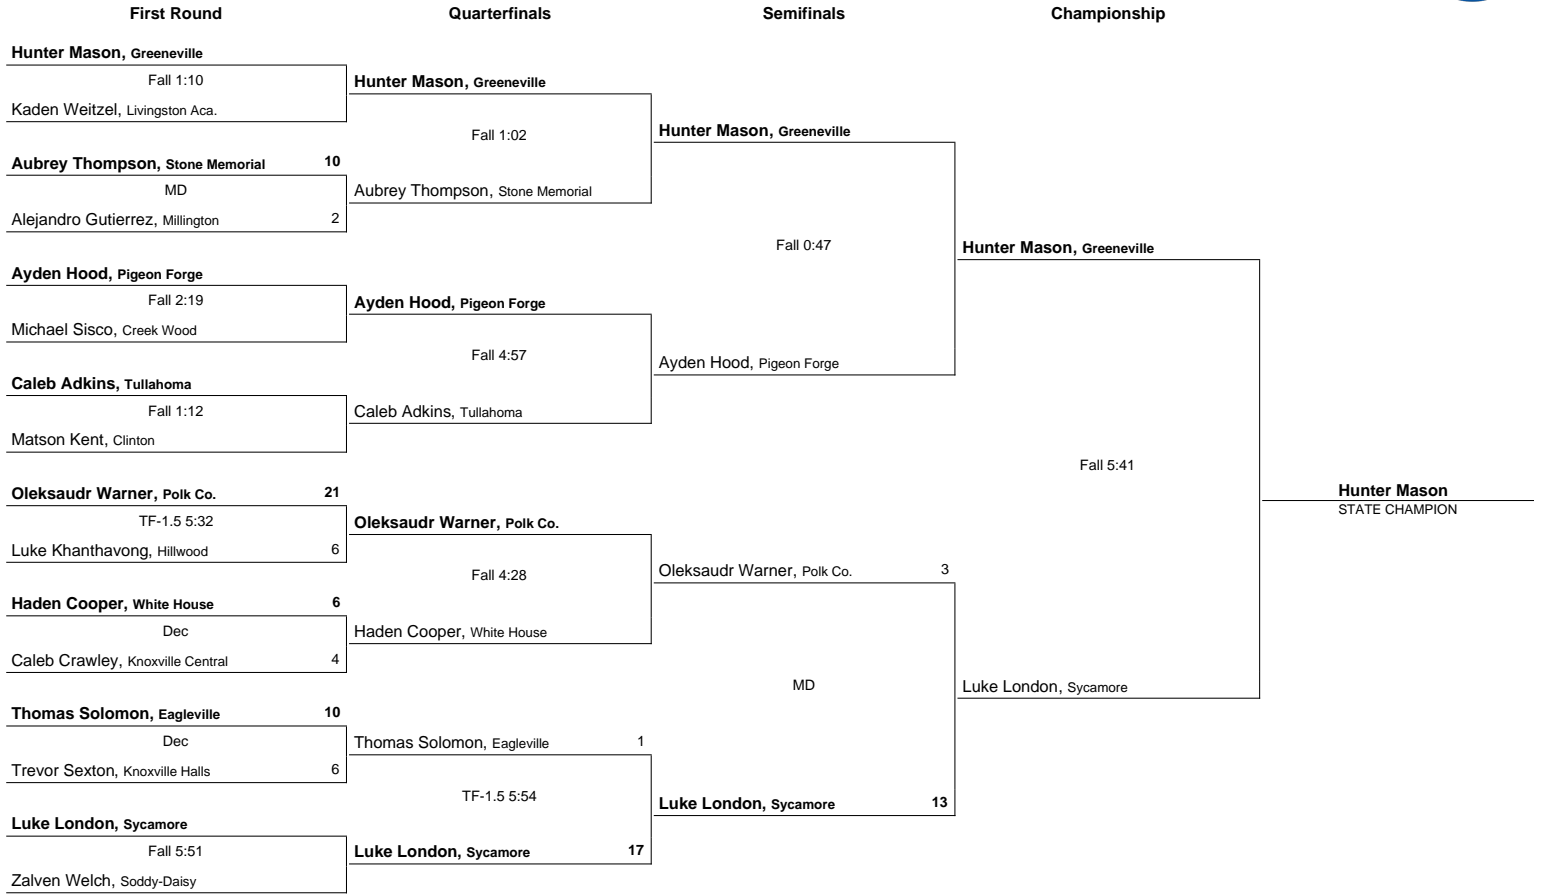 First Round
Quarterfinals
Semifinals
Championship
Hunter Mason, Greeneville
Fall 1:10
Kaden Weitzel, Livingston Aca.
Aubrey Thompson, Stone Memorial 10
MD
Alejandro Gutierrez, Millington 2
Ayden Hood, Pigeon Forge
Fall 2:19
Michael Sisco, Creek Wood
Caleb Adkins, Tullahoma
Fall 1:12
Matson Kent, Clinton
Oleksaudr Warner, Polk Co. 21
TF-1.5 5:32
Luke Khanthavong, Hillwood 6
Haden Cooper, White House 6
Dec
Caleb Crawley, Knoxville Central 4
Thomas Solomon, Eagleville 10
Dec
Trevor Sexton, Knoxville Halls 6
Luke London, Sycamore
Fall 5:51
Zalven Welch, Soddy-Daisy
Hunter Mason, Greeneville
Fall 1:02
Aubrey Thompson, Stone Memorial
Ayden Hood, Pigeon Forge
Fall 4:57
Caleb Adkins, Tullahoma
Oleksaudr Warner, Polk Co.
Fall 4:28
Haden Cooper, White House
Thomas Solomon, Eagleville 1
TF-1.5 5:54
Luke London, Sycamore 17
Hunter Mason, Greeneville
Fall 0:47
Ayden Hood, Pigeon Forge
Oleksaudr Warner, Polk Co. 3
MD
Luke London, Sycamore 13
Hunter Mason, Greeneville
Fall 5:41
Luke London, Sycamore
Hunter Mason
STATE CHAMPION